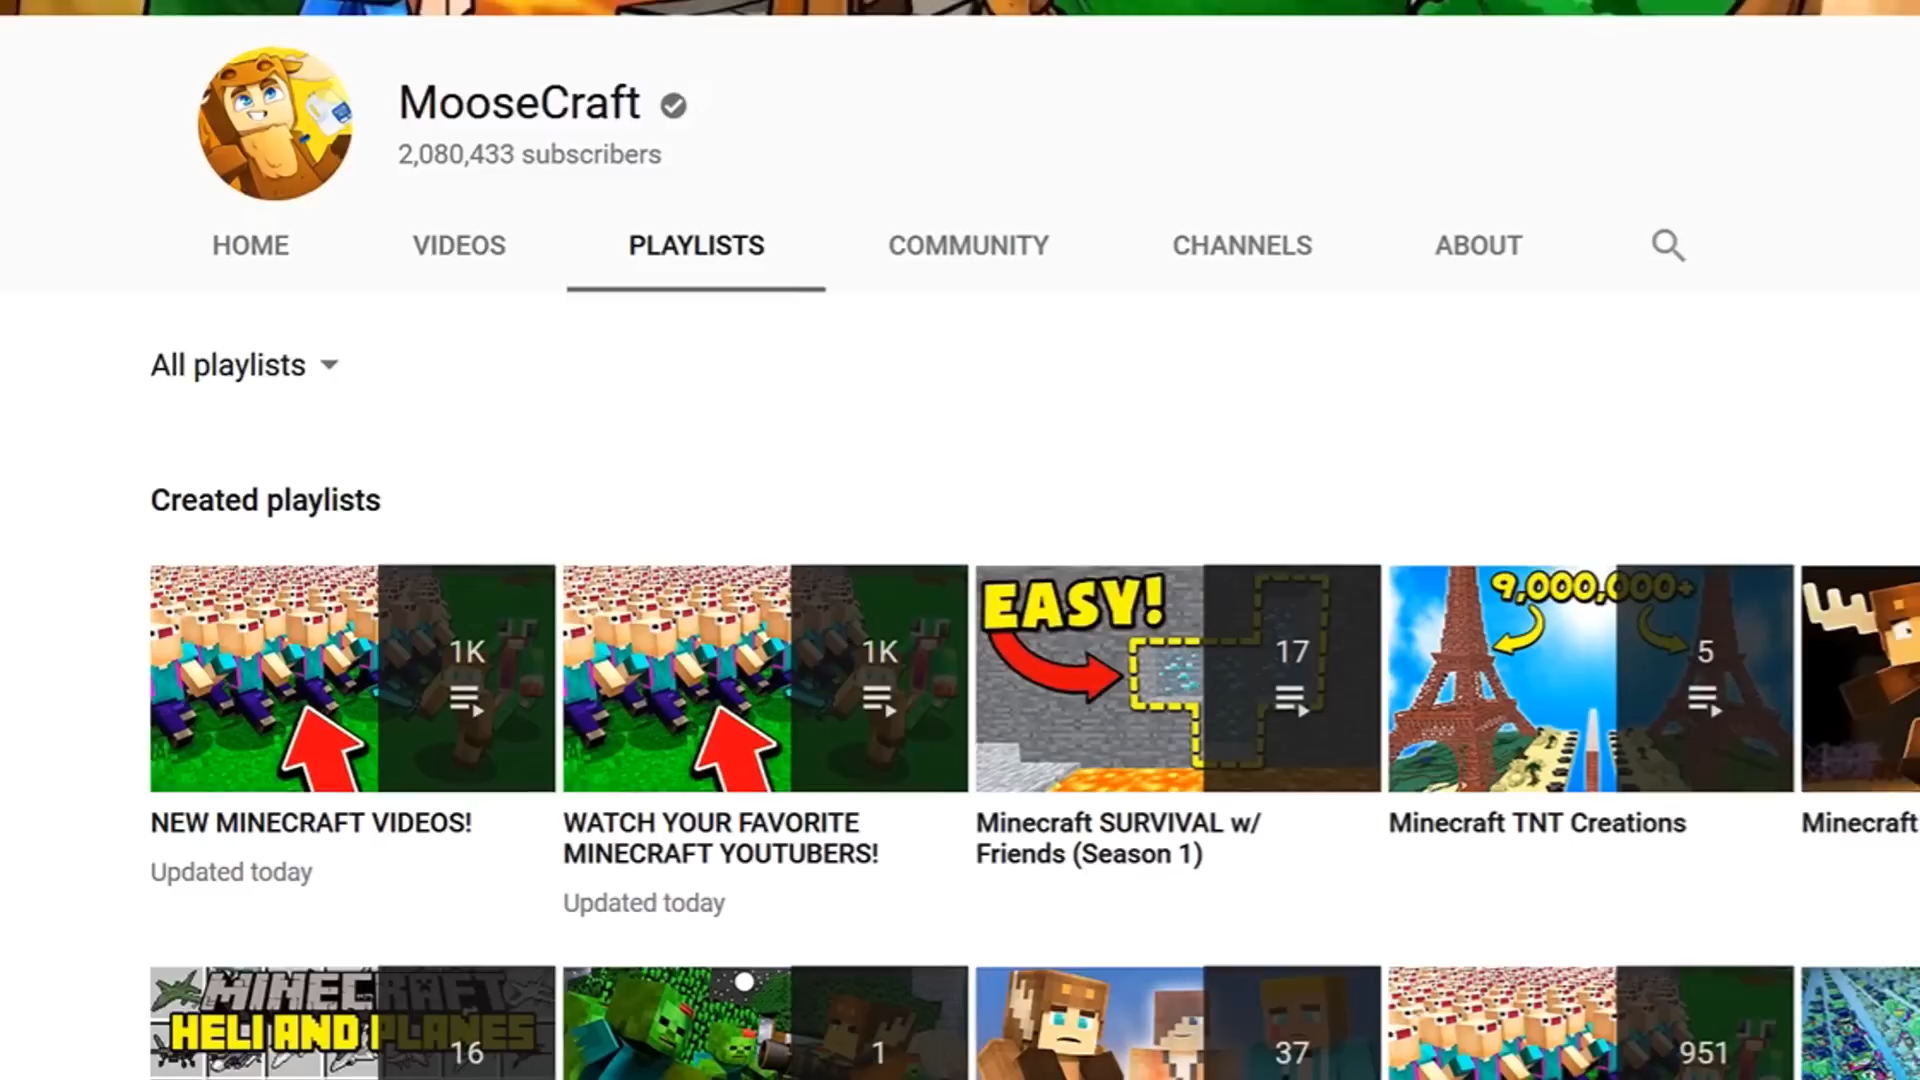 MooseCraft
2,080,433 subscribers
HOME VIDEOS PLAYLISTS COMMUNITY CHANNELS ABOUT
All playlists
Created playlists
1K
1K
EASY!
17
9,000,000+
5
NEW MINECRAFT VIDEOS!
Updated today
WATCH YOUR FAVORITE
MINECRAFT YOUTUBERS!
Updated today
Minecraft SURVIVAL w/
Friends (Season 1)
Minecraft TNT Creations
Minecraft
MINECRAFT
HELI AND PLANES
16
1
37
951